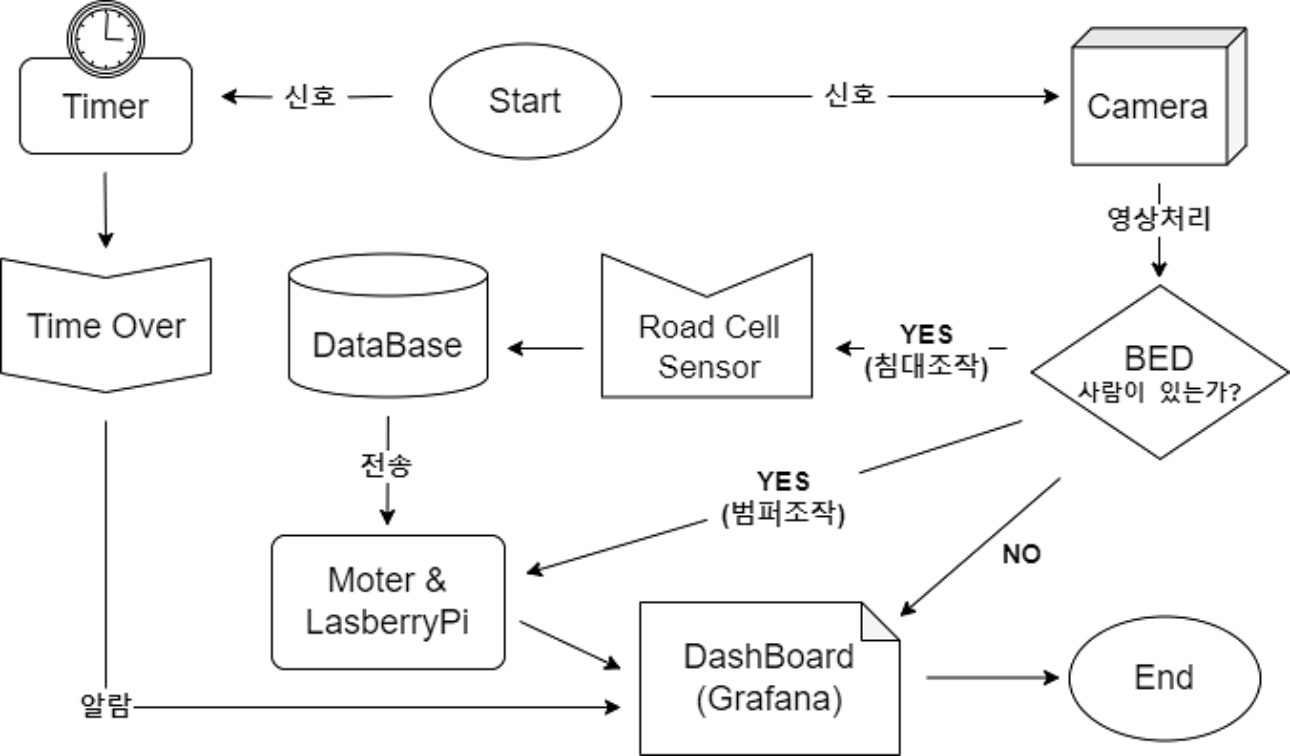 Timer
신호
Start
신호
Camera
영상처리
Time Over
DataBase
Road Cell
Sensor
YES
(침대조작)
BED
사람이 있는가?
전송
YES
(범퍼조작)
NO
Moter &
LasberryPi
DashBoard
(Grafana)
End
알람